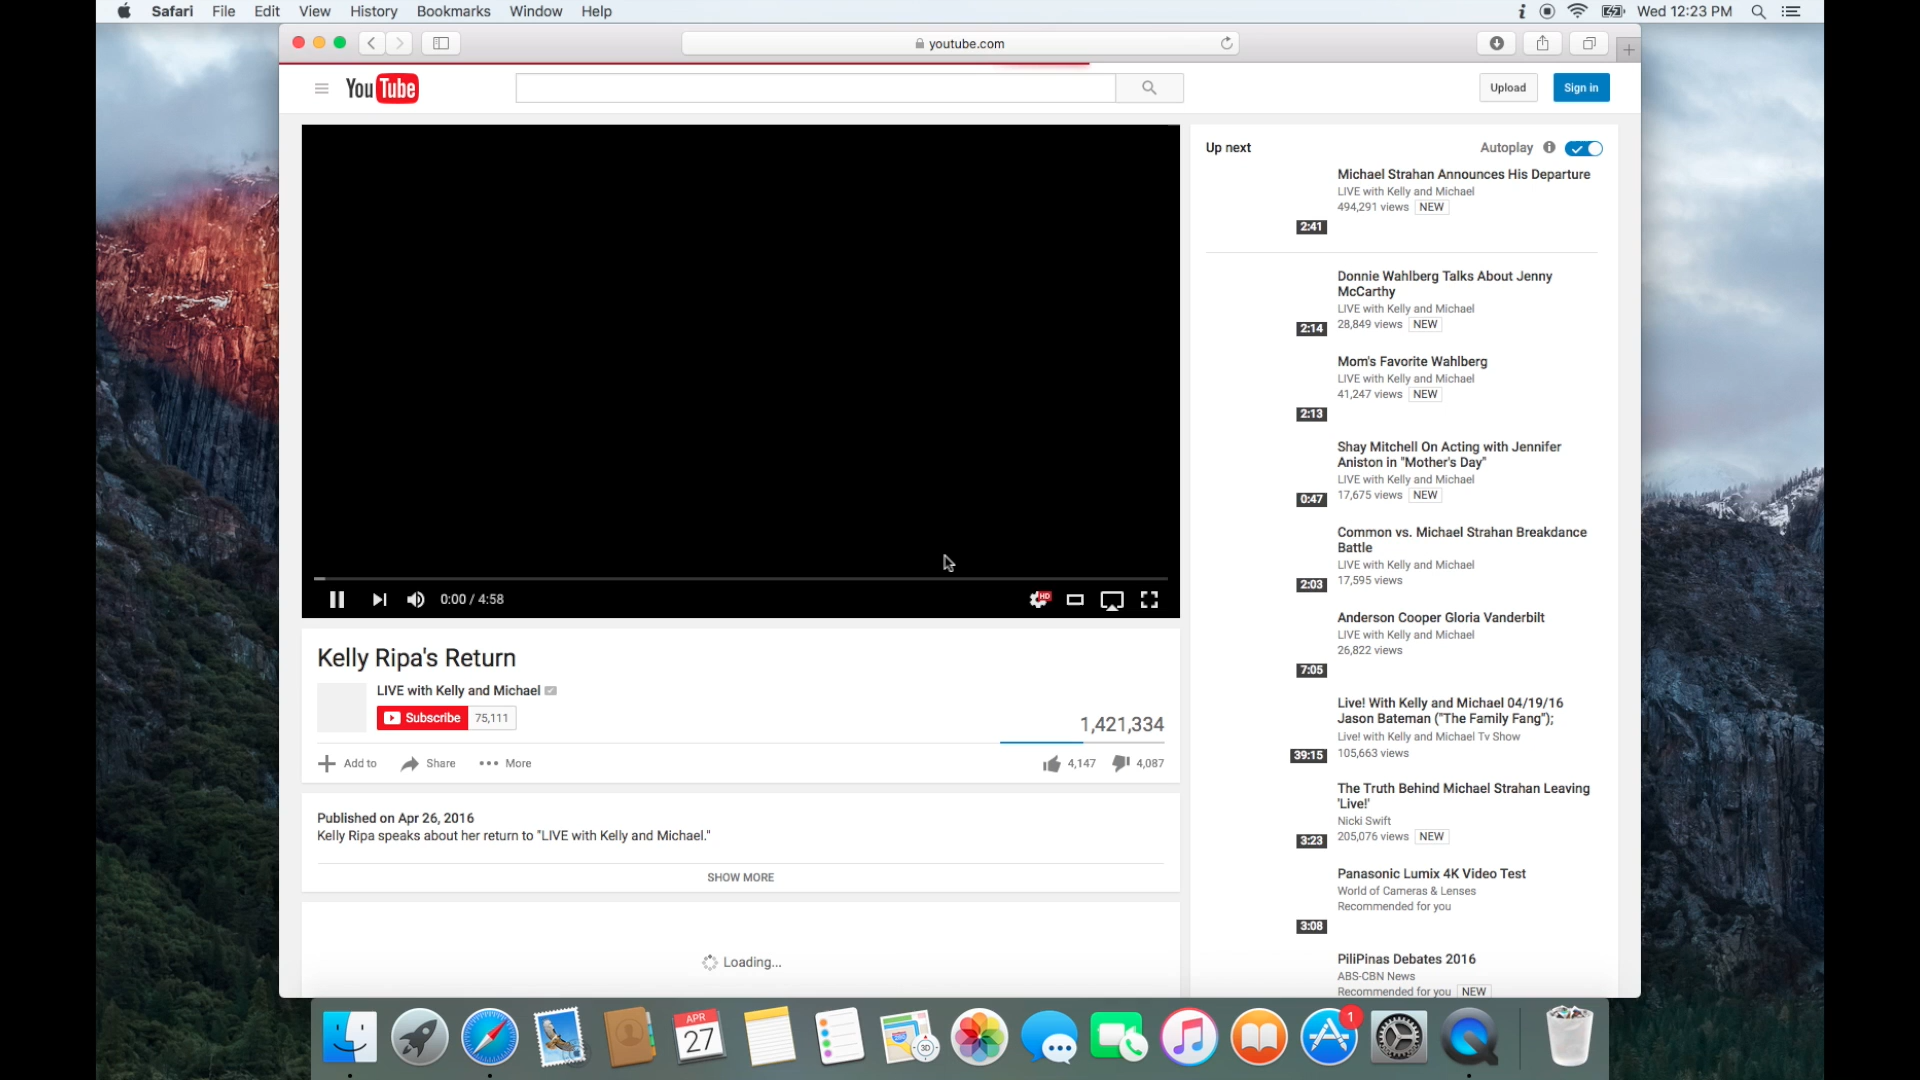 Safari File Edit View History Bookmarks Window Help
Wed 12:23 PM
youtube.com
YouTube
Upload
Sign in
0:00 / 4:58
HD
Kelly Ripa's Return
LIVE with Kelly and Michael
Subscribe 75,111
1,421,334
Add to Share More
4,147 4,087
Published on Apr 26, 2016
Kelly Ripa speaks about her return to "LIVE with Kelly and Michael."
SHOW MORE
Loading...
Up next
Autoplay
Michael Strahan Announces His Departure
LIVE with Kelly and Michael
494,291 views NEW
2:41
Donnie Wahlberg Talks About Jenny
McCarthy
LIVE with Kelly and Michael
28,849 views NEW
2:14
Mom's Favorite Wahlberg
LIVE with Kelly and Michael
41,247 views NEW
2:13
Shay Mitchell On Acting with Jennifer
Aniston in "Mother's Day"
LIVE with Kelly and Michael
17,675 views NEW
0:47
Common vs. Michael Strahan Breakdance
Battle
LIVE with Kelly and Michael
17,595 views
2:03
Anderson Cooper Gloria Vanderbilt
LIVE with Kelly and Michael
26,822 views
7:05
Live! With Kelly and Michael 04/19/16
Jason Bateman ("The Family Fang");
Live! with Kelly and Michael Tv Show
105,663 views
39:15
The Truth Behind Michael Strahan Leaving
'Live!'
Nicki Swift
205,076 views NEW
3:23
Panasonic Lumix 4K Video Test
World of Cameras & Lenses
Recommended for you
3:08
PiliPinas Debates 2016
ABS-CBN News
Recommended for you NEW
APR
27
3D
1